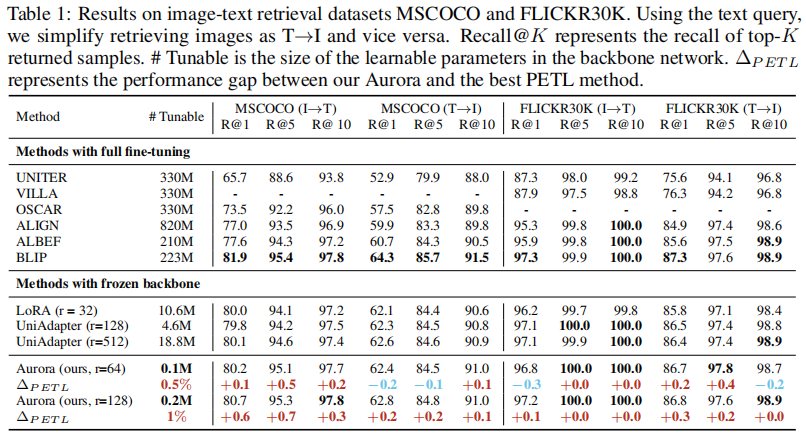 Table 1: Results on image-text retrieval datasets MSCOCO and FLICKR30K. Using the text query,
we simplify retrieving images as T→I and vice versa. Recall@K represents the recall of top-K
returned samples. # Tunable is the size of the learnable parameters in the backbone network. Δ_PETL
represents the performance gap between our Aurora and the best PETL method.
Method # Tunable MSCOCO (I→T) MSCOCO (T→I) FLICKR30K (I→T) FLICKR30K (T→I)
R@1 R@5 R@ 10 R@1 R@5 R@10 R@1 R@5 R@10 R@1 R@5 R@10
Methods with full fine-tuning
UNITER 330M 65.7 88.6 93.8 52.9 79.9 88.0 87.3 98.0 99.2 75.6 94.1 96.8
VILLA 330M - - - - - - 87.9 97.5 98.8 76.3 94.2 96.8
OSCAR 330M 73.5 92.2 96.0 57.5 82.8 89.8 - - - - - -
ALIGN 820M 77.0 93.5 96.9 59.9 83.3 89.8 95.3 99.8 100.0 84.9 97.4 98.6
ALBEF 210M 77.6 94.3 97.2 60.7 84.3 90.5 95.9 99.8 100.0 85.6 97.5 98.9
BLIP 223M 81.9 95.4 97.8 64.3 85.7 91.5 97.3 99.9 100.0 87.3 97.6 98.9
Methods with frozen backbone
LoRA (r = 32) 10.6M 80.0 94.1 97.2 62.1 84.4 90.6 96.2 99.7 99.8 85.8 97.1 98.4
UniAdapter (r=128) 4.6M 79.8 94.2 97.5 62.3 84.5 90.8 97.1 100.0 100.0 86.5 97.4 98.8
UniAdapter (r=512) 18.8M 80.1 94.6 97.4 62.6 84.6 90.9 97.1 99.9 100.0 86.4 97.4 98.9
Aurora (ours, r=64) 0.1M 80.2 95.1 97.7 62.4 84.5 91.0 96.8 100.0 100.0 86.7 97.8 98.7
Δ_PETL 0.5% +0.1 +0.5 +0.2 −0.2 −0.1 +0.1 −0.3 +0.0 +0.0 +0.2 +0.4 −0.2
Aurora (ours, r=128) 0.2M 80.7 95.3 97.8 62.8 84.8 91.0 97.2 100.0 100.0 86.8 97.6 98.9
Δ_PETL 1% +0.6 +0.7 +0.3 +0.2 +0.2 +0.1 +0.1 +0.0 +0.0 +0.3 +0.2 +0.0